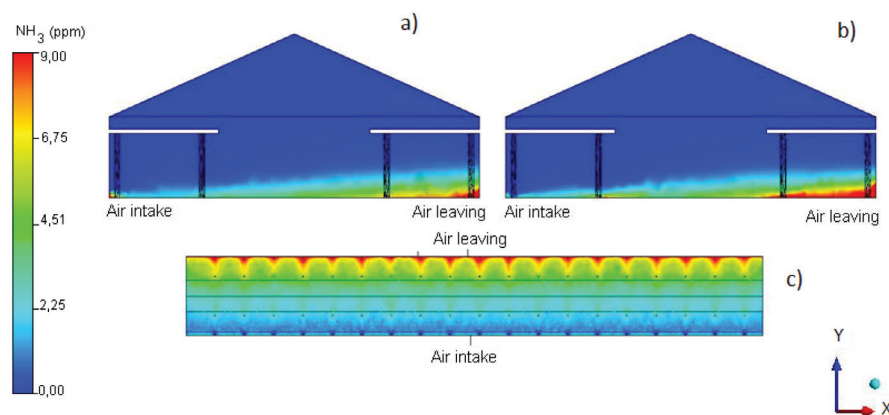 NH3 (ppm)
9,00
6,75
4,51
2,25
0,00
a)
b)
Air intake
Air leaving
Air intake
Air leaving
Air leaving
c)
Air intake
Y
X